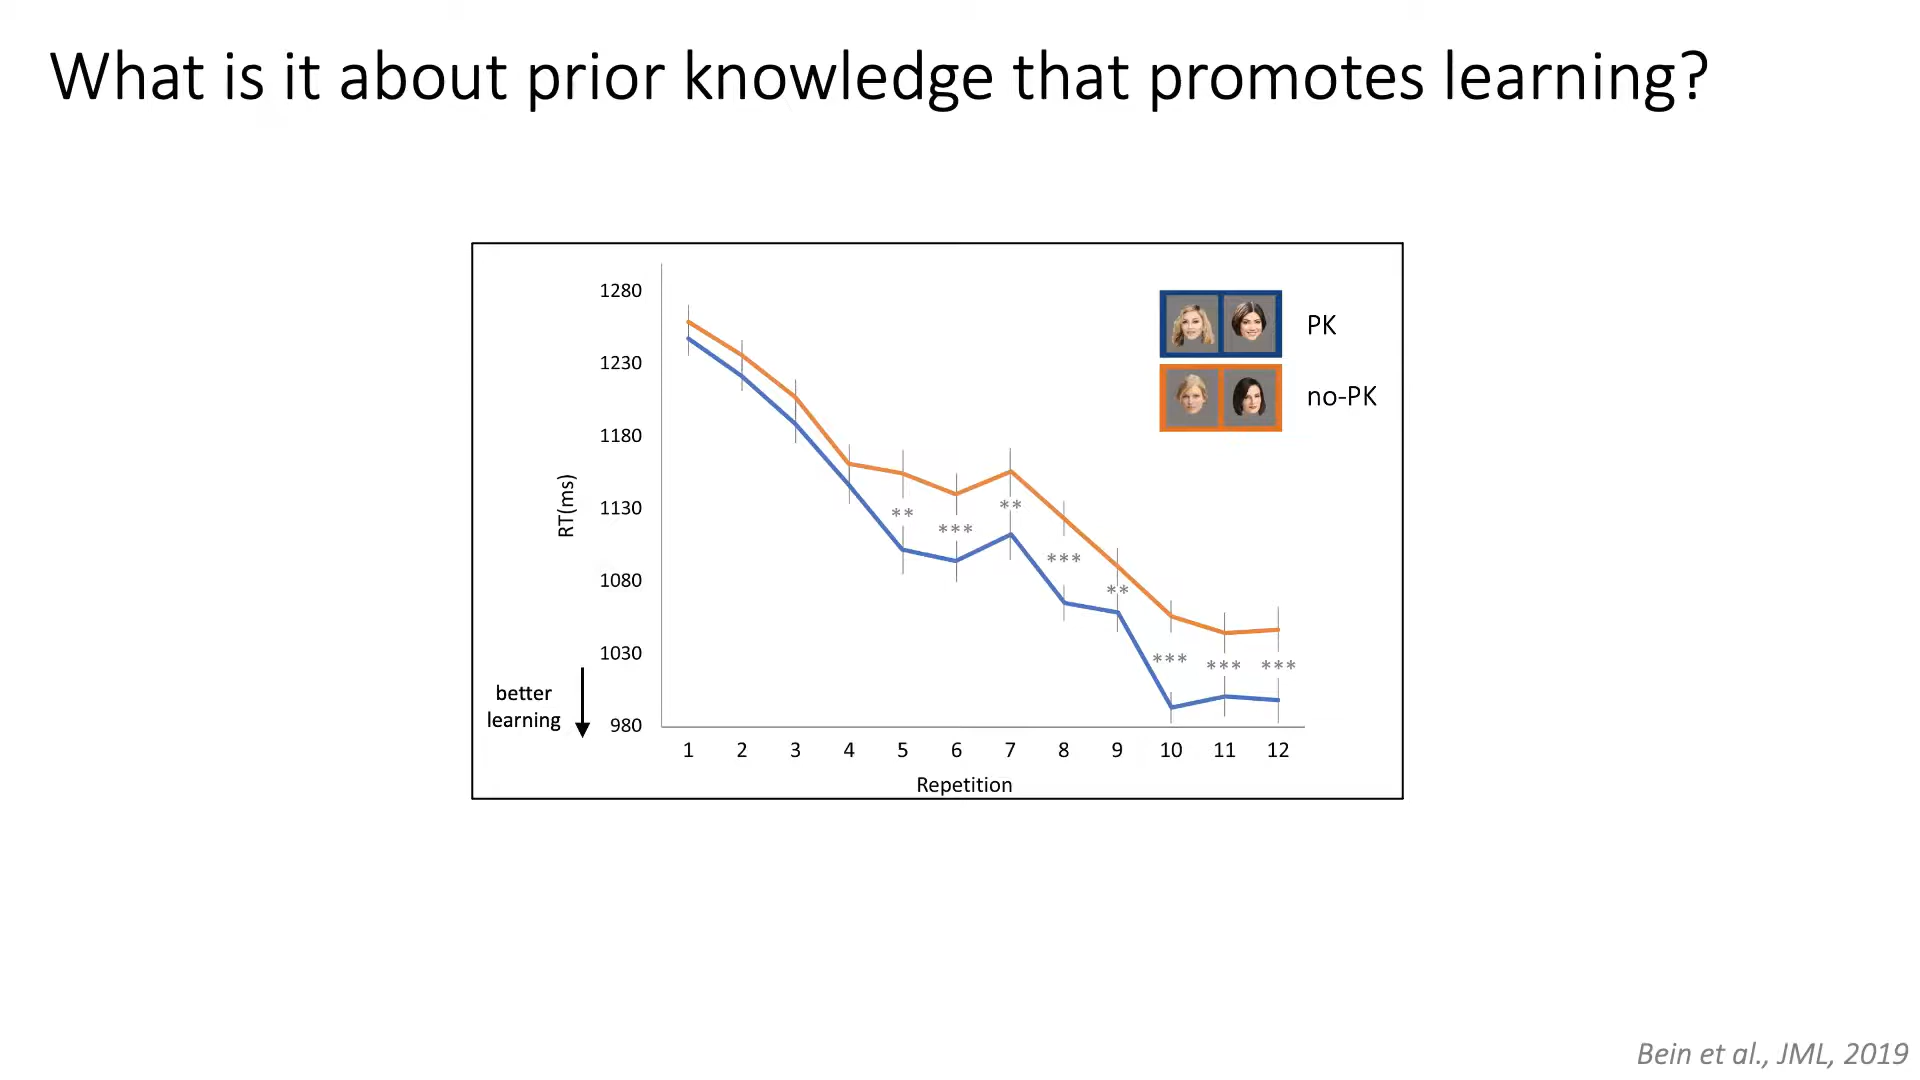 What is it about prior knowledge that promotes learning?
1280
1230
1180
1130
1080
1030
980
RT(ms)
better
learning
PK
no-PK
**
***
**
***
**
***
***
***
1 2 3 4 5 6 7 8 9 10 11 12
Repetition
Bein et al., JML, 2019